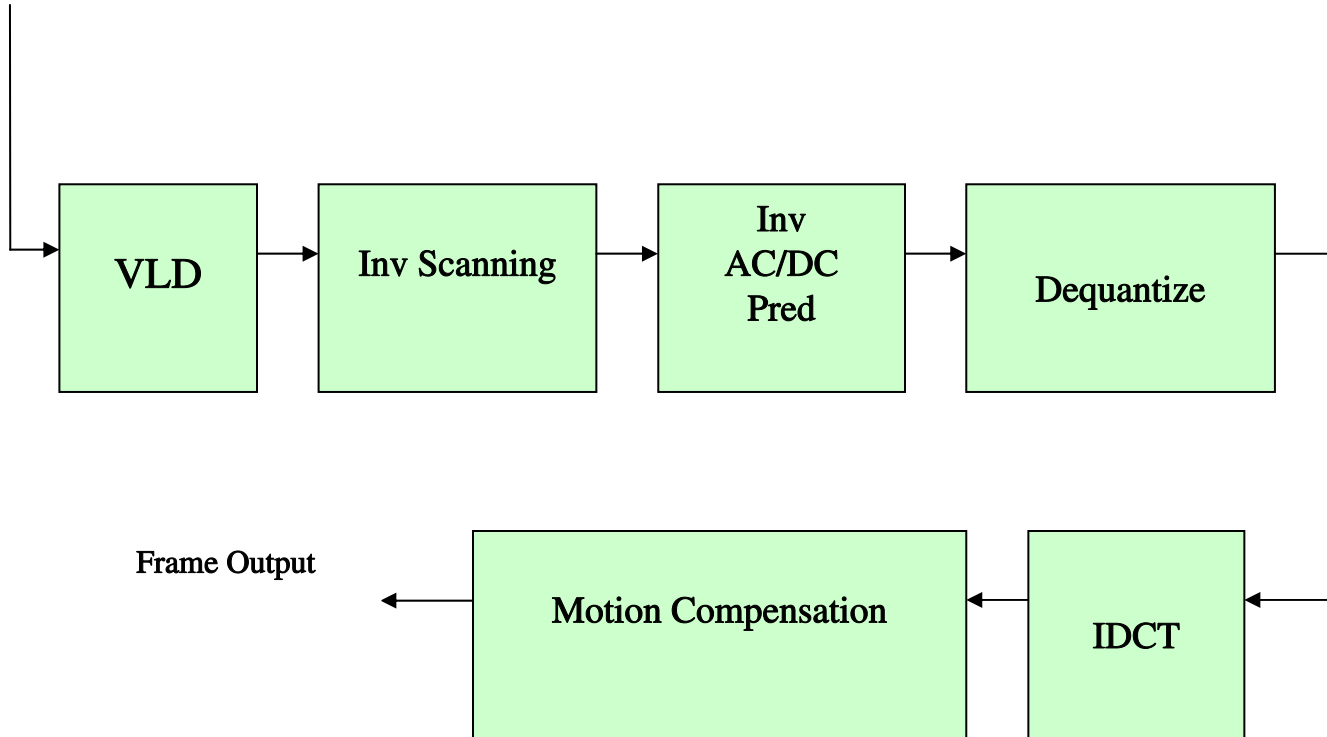 VLD
Inv Scanning
Inv
AC/DC
Pred
Dequantize
Frame Output
Motion Compensation
IDCT